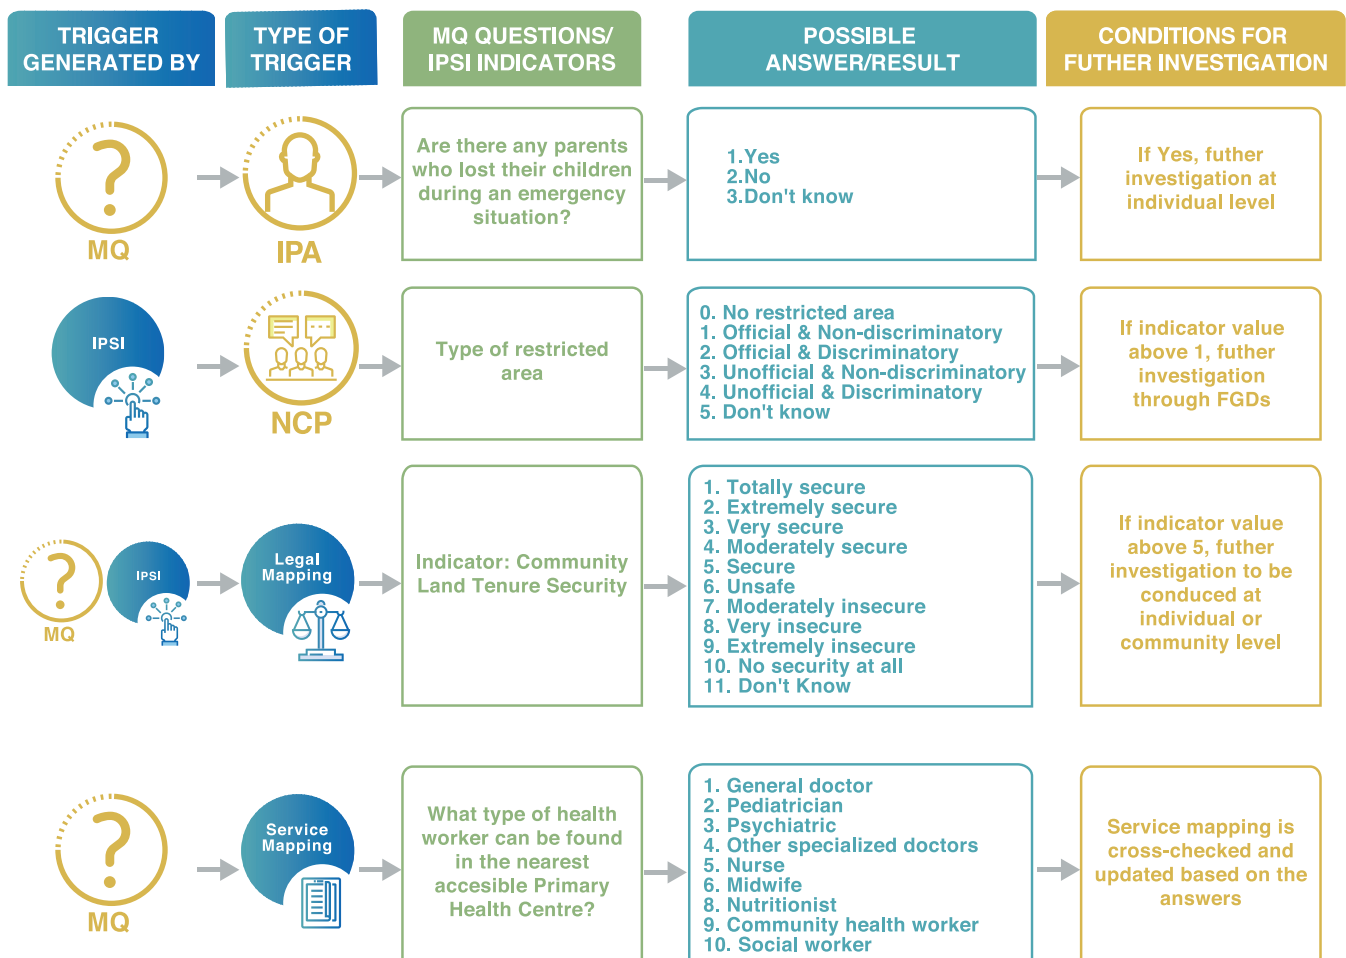 TRIGGER
GENERATED BY
TYPE OF
TRIGGER
MQ QUESTIONS/
IPSI INDICATORS
POSSIBLE
ANSWER/RESULT
CONDITIONS FOR
FUTHER INVESTIGATION
MQ
IPA
Are there any parents
who lost their children
during an emergency
situation?
1.Yes
2.No
3.Don't know
If Yes, futher
investigation at
individual level
IPSI
NCP
Type of restricted
area
0. No restricted area
1. Official & Non-discriminatory
2. Official & Discriminatory
3. Unofficial & Non-discriminatory
4. Unofficial & Discriminatory
5. Don't know
If indicator value
above 1, futher
investigation
through FGDs
MQ
IPSI
Legal
Mapping
Indicator: Community
Land Tenure Security
1. Totally secure
2. Extremely secure
3. Very secure
4. Moderately secure
5. Secure
6. Unsafe
7. Moderately insecure
8. Very insecure
9. Extremely insecure
10. No security at all
11. Don't Know
If indicator value
above 5, futher
investigation to be
conduced at
individual or
community level
MQ
Service
Mapping
What type of health
worker can be found
in the nearest
accesible Primary
Health Centre?
1. General doctor
2. Pediatrician
3. Psychiatric
4. Other specialized doctors
5. Nurse
6. Midwife
8. Nutritionist
9. Community health worker
10. Social worker
Service mapping is
cross-checked and
updated based on the
answers